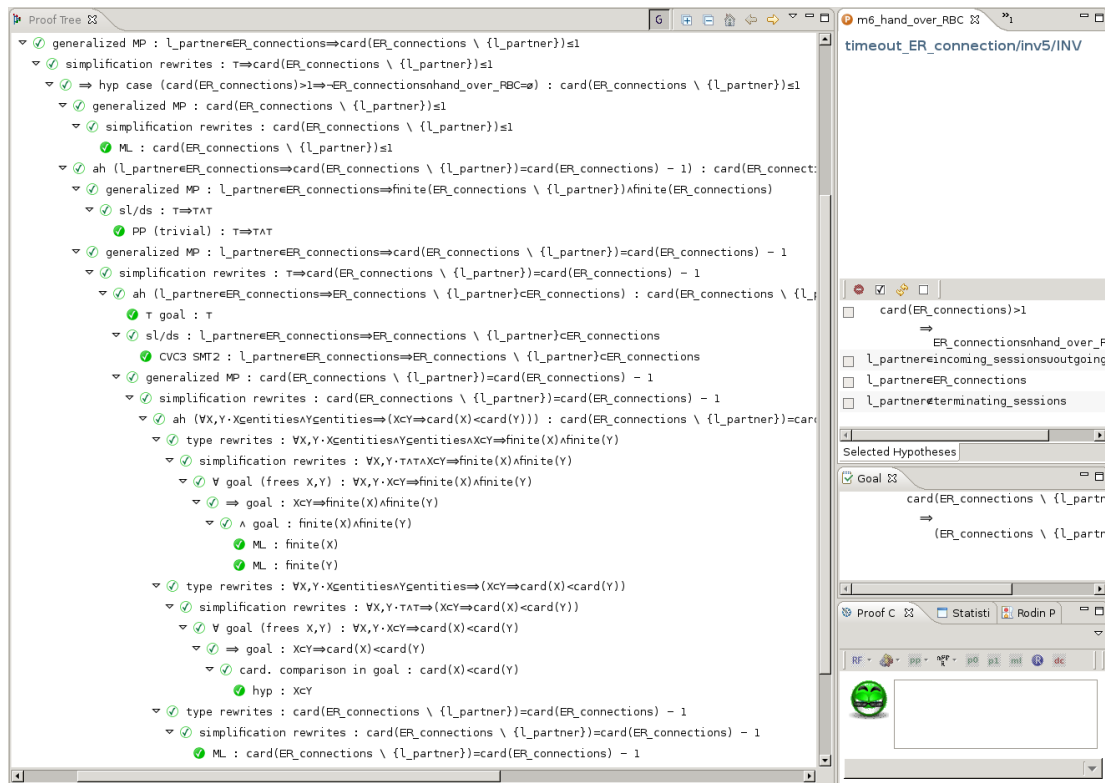 Proof Tree
G
generalized MP : l_partner∈ER_connections⇒card(ER_connections ∖ {l_partner})≤1
simplification rewrites : ⊤⇒card(ER_connections ∖ {l_partner})≤1
⇒ hyp case (card(ER_connections)>1⇒¬ER_connections∩hand_over_RBC=∅) : card(ER_connections ∖ {l_partner})≤1
generalized MP : card(ER_connections ∖ {l_partner})≤1
simplification rewrites : card(ER_connections ∖ {l_partner})≤1
ML : card(ER_connections ∖ {l_partner})≤1
ah (l_partner∈ER_connections⇒card(ER_connections ∖ {l_partner})=card(ER_connections) − 1) : card(ER_connect
generalized MP : l_partner∈ER_connections⇒finite(ER_connections ∖ {l_partner})∧finite(ER_connections)
sl/ds : ⊤⇒⊤∧⊤
PP (trivial) : ⊤⇒⊤∧⊤
generalized MP : l_partner∈ER_connections⇒card(ER_connections ∖ {l_partner})=card(ER_connections) − 1
simplification rewrites : ⊤⇒card(ER_connections ∖ {l_partner})=card(ER_connections) − 1
ah (l_partner∈ER_connections⇒ER_connections ∖ {l_partner}⊂ER_connections) : card(ER_connections ∖ {l_p
⊤ goal : ⊤
sl/ds : l_partner∈ER_connections⇒ER_connections ∖ {l_partner}⊂ER_connections
CVC3 SMT2 : l_partner∈ER_connections⇒ER_connections ∖ {l_partner}⊂ER_connections
generalized MP : card(ER_connections ∖ {l_partner})=card(ER_connections) − 1
simplification rewrites : card(ER_connections ∖ {l_partner})=card(ER_connections) − 1
ah (∀X,Y·X⊆entities∧Y⊆entities⇒(X⊂Y⇒card(X)<card(Y))) : card(ER_connections ∖ {l_partner})=card
type rewrites : ∀X,Y·X⊆entities∧Y⊆entities∧X⊂Y⇒finite(X)∧finite(Y)
simplification rewrites : ∀X,Y·⊤∧⊤∧X⊂Y⇒finite(X)∧finite(Y)
∀ goal (frees X,Y) : ∀X,Y·X⊂Y⇒finite(X)∧finite(Y)
⇒ goal : X⊂Y⇒finite(X)∧finite(Y)
∧ goal : finite(X)∧finite(Y)
ML : finite(X)
ML : finite(Y)
type rewrites : ∀X,Y·X⊆entities∧Y⊆entities⇒(X⊂Y⇒card(X)<card(Y))
simplification rewrites : ∀X,Y·⊤∧⊤⇒(X⊂Y⇒card(X)<card(Y))
∀ goal (frees X,Y) : ∀X,Y·X⊂Y⇒card(X)<card(Y)
⇒ goal : X⊂Y⇒card(X)<card(Y)
card. comparison in goal : card(X)<card(Y)
hyp : X⊂Y
type rewrites : card(ER_connections ∖ {l_partner})=card(ER_connections) − 1
simplification rewrites : card(ER_connections ∖ {l_partner})=card(ER_connections) − 1
ML : card(ER_connections ∖ {l_partner})=card(ER_connections) − 1
m6_hand_over_RBC
»1
timeout_ER_connection/inv5/INV
card(ER_connections)>1
⇒
ER_connections∩hand_over_R
l_partner∈incoming_sessions∪outgoing
l_partner∈ER_connections
l_partner∉terminating_sessions
Selected Hypotheses
Goal
card(ER_connections ∖ {l_partn
⇒
(ER_connections ∖ {l_partn
Proof C Statisti Rodin P
RF pp nPP R p0 p1 ml R dc